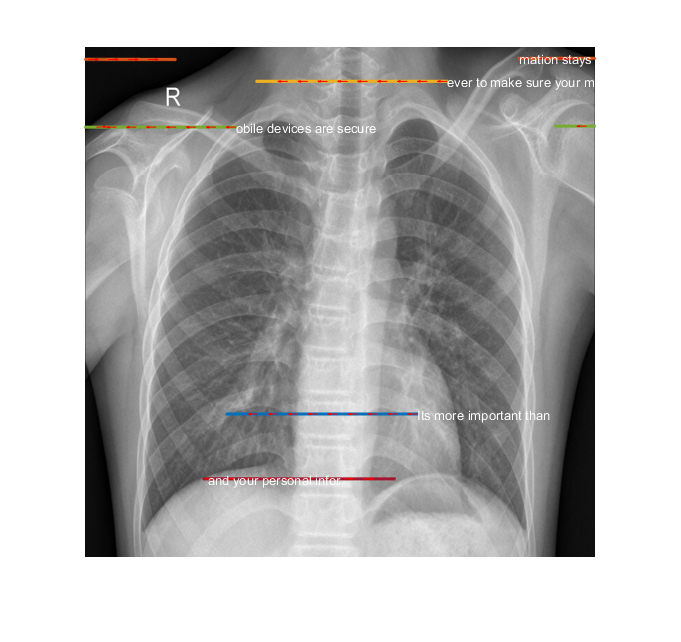 mation stays
ever to make sure your m
R
obile devices are secure
Its more important than
and your personal infor